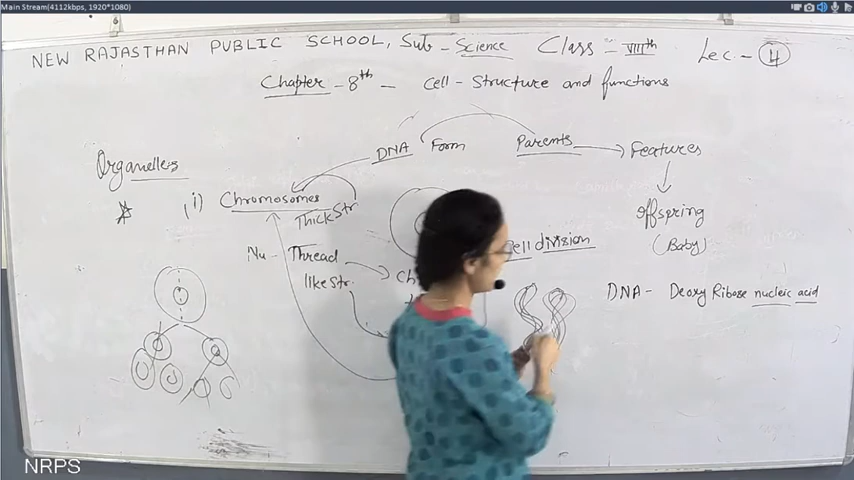 Main Stream(4112kbps, 1920*1080)
NEW RAJASTHAN PUBLIC SCHOOL, Sub - Science Class = VIIIth Lec - 4
Chapter - 8th - Cell - Structure and functions
DNA Form Parents Features
Organelles
(i) Chromosomes
Thick Str.
Offspring
(Baby)
Cell division
Nu - Thread
like Str.
DNA - Deoxy Ribose nucleic acid
NRPS